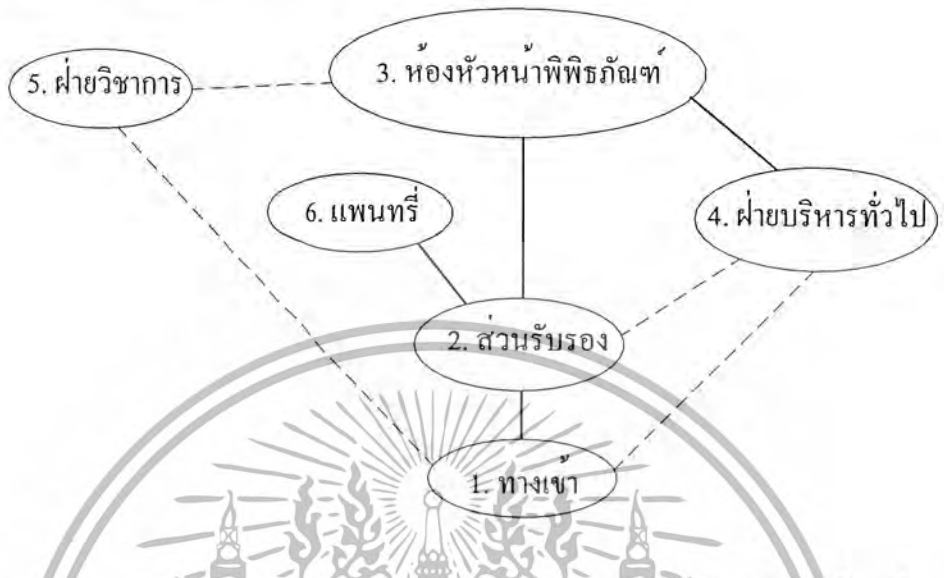 3. ห้องหัวหน้าพิพิธภัณฑ์
5. ฝ่ายวิชาการ
6. แพนทรี่
4. ฝ่ายบริหารทั่วไป
2. ส่วนรับรอง
1. ทางเข้า